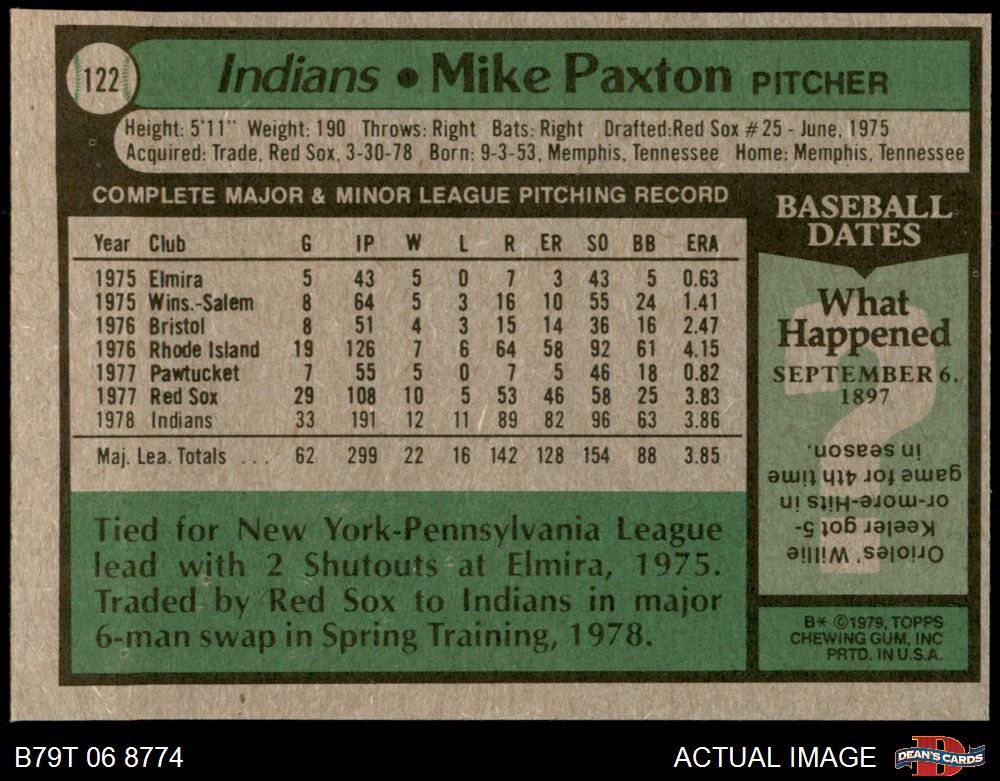 122
Indians • Mike Paxton PITCHER
Height: 5'11" Weight: 190 Throws: Right Bats: Right Drafted:Red Sox #25 - June, 1975
Acquired: Trade, Red Sox, 3-30-78 Born: 9-3-53, Memphis, Tennessee Home: Memphis, Tennessee
COMPLETE MAJOR & MINOR LEAGUE PITCHING RECORD
Year Club G IP W L R ER SO BB ERA
1975 Elmira 5 43 5 0 7 3 43 5 0.63
1975 Wins.-Salem 8 64 5 3 16 10 55 24 1.41
1976 Bristol 8 51 4 3 15 14 36 16 2.47
1976 Rhode Island 19 126 7 6 64 58 92 61 4.15
1977 Pawtucket 7 55 5 0 7 5 46 18 0.82
1977 Red Sox 29 108 10 5 53 46 58 25 3.83
1978 Indians 33 191 12 11 89 82 96 63 3.86
Maj. Lea. Totals ... 62 299 22 16 142 128 154 88 3.85
Tied for New York-Pennsylvania League
lead with 2 Shutouts at Elmira, 1975.
Traded by Red Sox to Indians in major
6-man swap in Spring Training, 1978.
BASEBALL
DATES
What
Happened
SEPTEMBER 6,
1897
?
Orioles' Willie
Keeler got 5-
or-more-Hits in
game for 4th time
in season.
B* ©1979, TOPPS
CHEWING GUM, INC
PRTD. IN U.S.A.
B79T 06 8774
ACTUAL IMAGE
D
DEAN'S CARDS